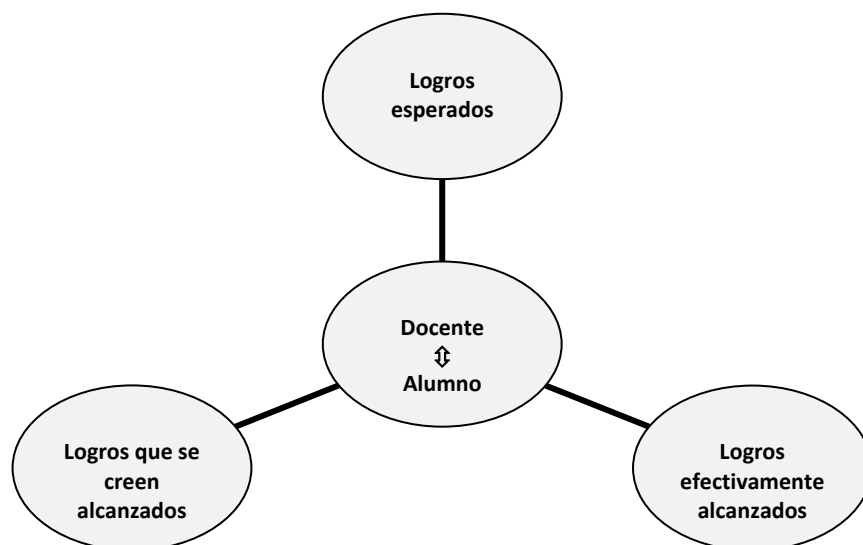 Logros
esperados
Docente
⇕
Alumno
Logros que se
creen
alcanzados
Logros
efectivamente
alcanzados